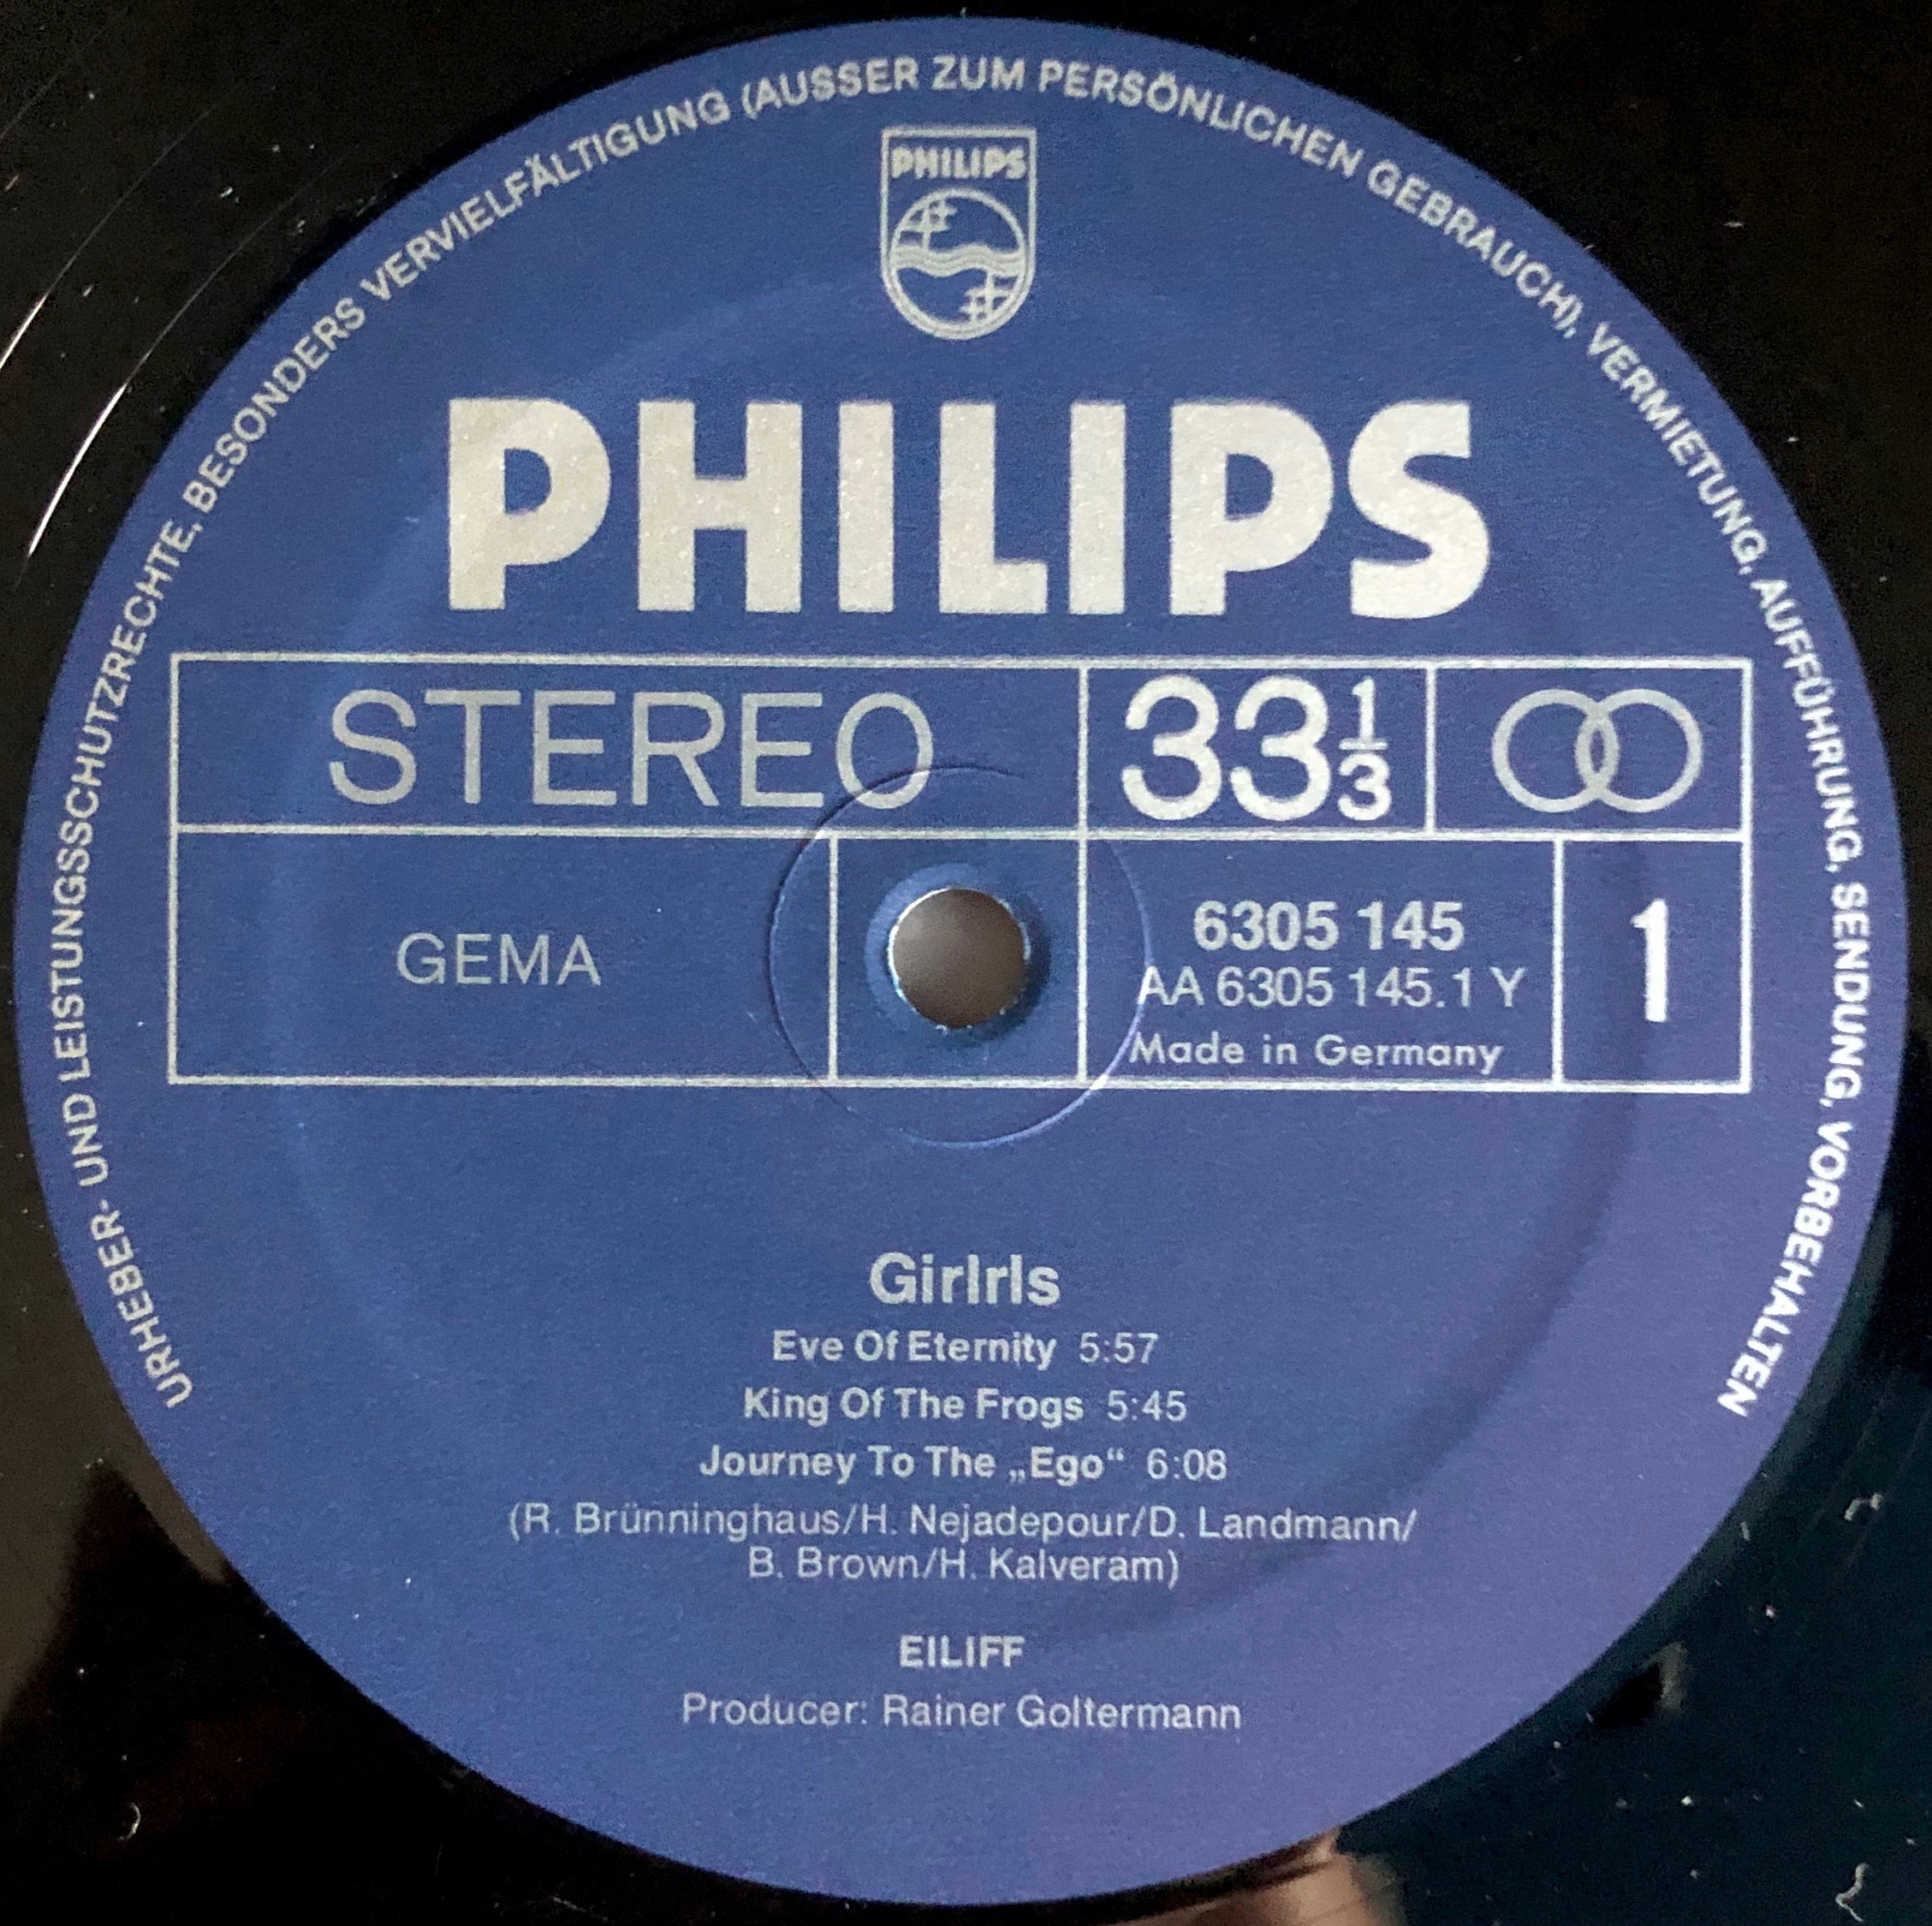 URHEBER- UND LEISTUNGSSCHUTZRECHTE, BESONDERS VERVIELFÄLTIGUNG (AUSSER ZUM PERSÖNLICHEN GEBRAUCH), VERMIETUNG, AUFFÜHRUNG, SENDUNG, VORBEHALTEN
PHILIPS
PHILIPS
STEREO 33 1/3
GEMA
6305 145
AA 6305 145.1 Y
Made in Germany
1
Girlrls
Eve Of Eternity 5:57
King Of The Frogs 5:45
Journey To The „Ego“ 6:08
(R. Brünninghaus/H. Nejadepour/D. Landmann/
B. Brown/H. Kalveram)
EILIFF
Producer: Rainer Goltermann